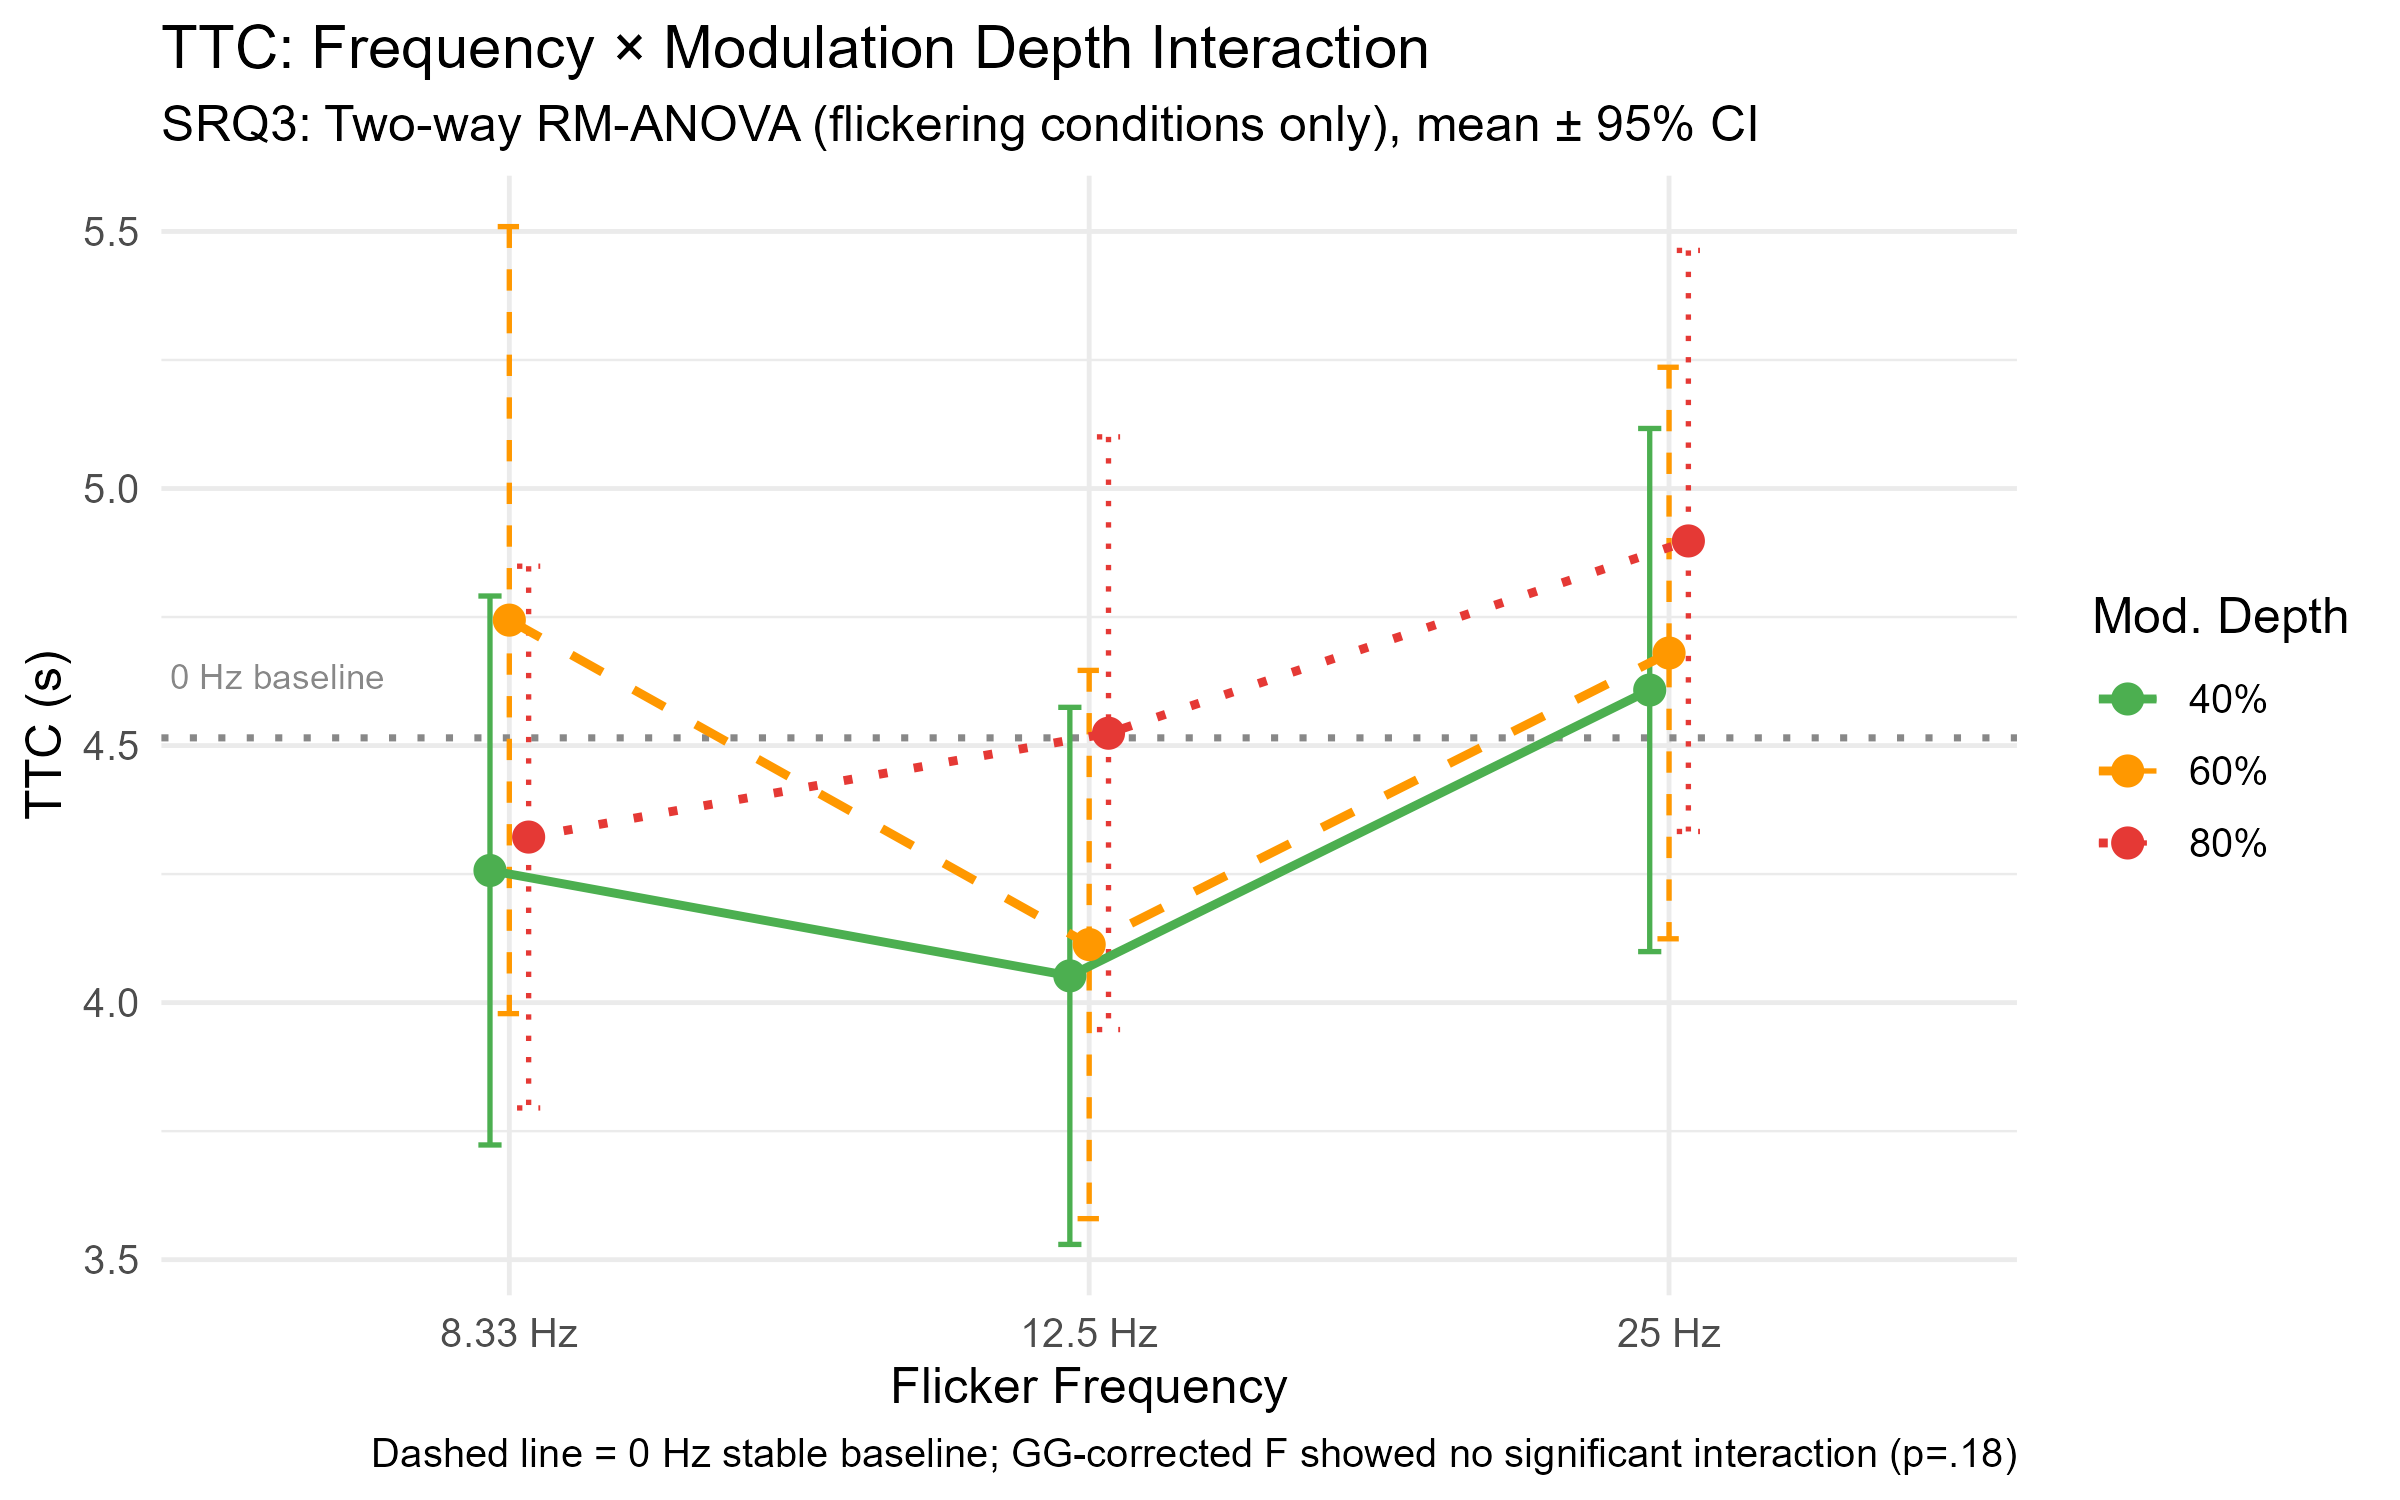 TTC: Frequency × Modulation Depth Interaction
SRQ3: Two-way RM-ANOVA (flickering conditions only), mean ± 95% CI
5.5
5.0
4.5
4.0
3.5
TTC (s)
0 Hz baseline
8.33 Hz
12.5 Hz
25 Hz
Flicker Frequency
Mod. Depth
40%
60%
80%
Dashed line = 0 Hz stable baseline; GG-corrected F showed no significant interaction (p=.18)